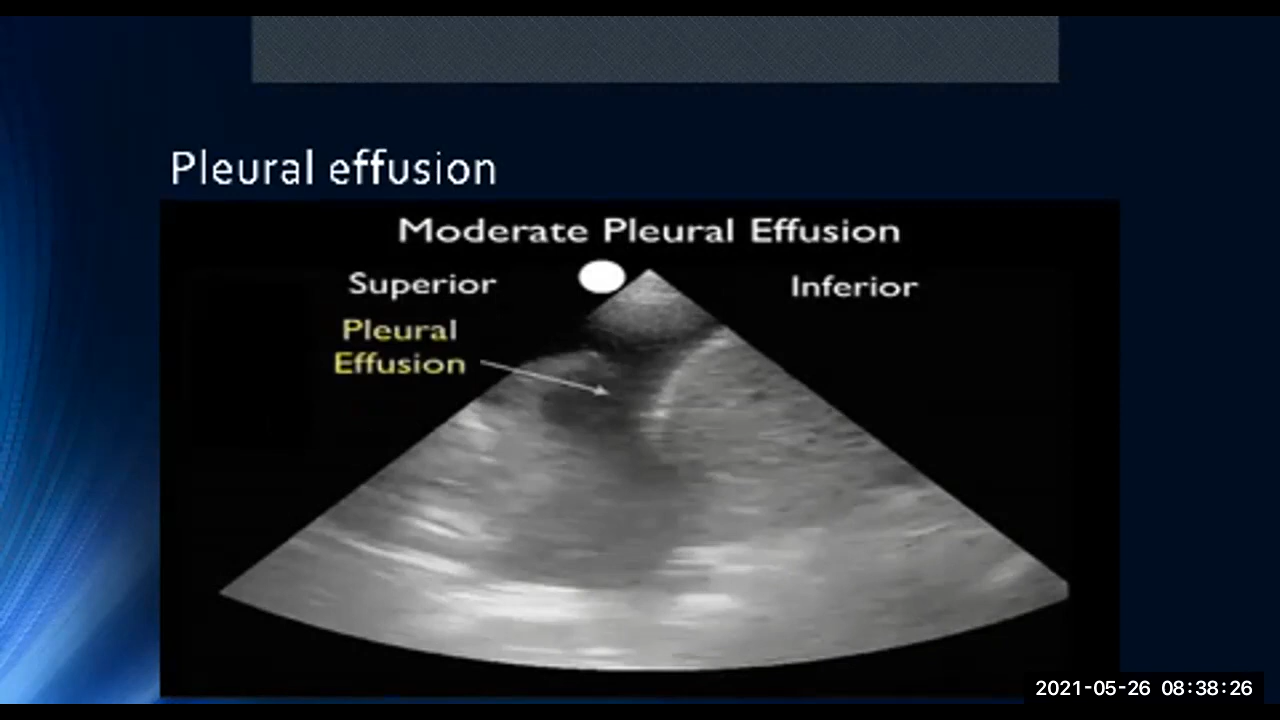 Pleural effusion
Moderate Pleural Effusion
Superior
Inferior
Pleural
Effusion
2021-05-26 08:38:26